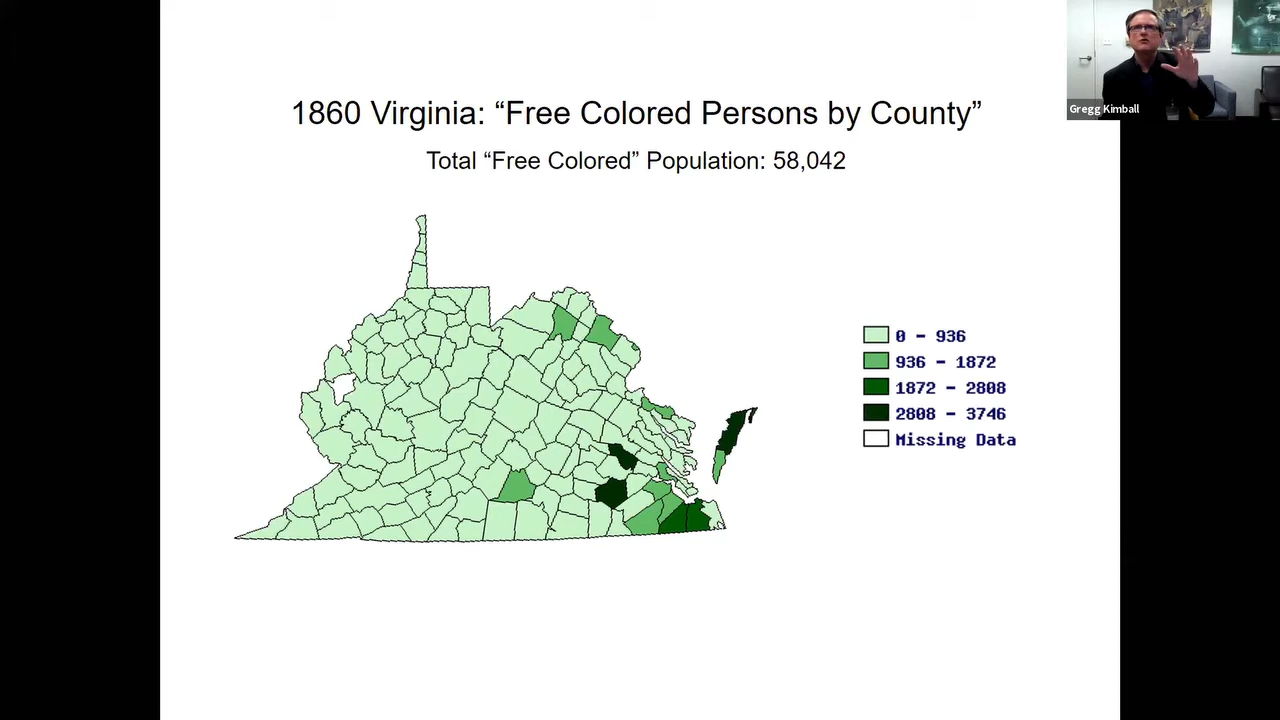 1860 Virginia: “Free Colored Persons by County”
Total “Free Colored” Population: 58,042
Gregg Kimball
0 - 936
936 - 1872
1872 - 2808
2808 - 3746
Missing Data